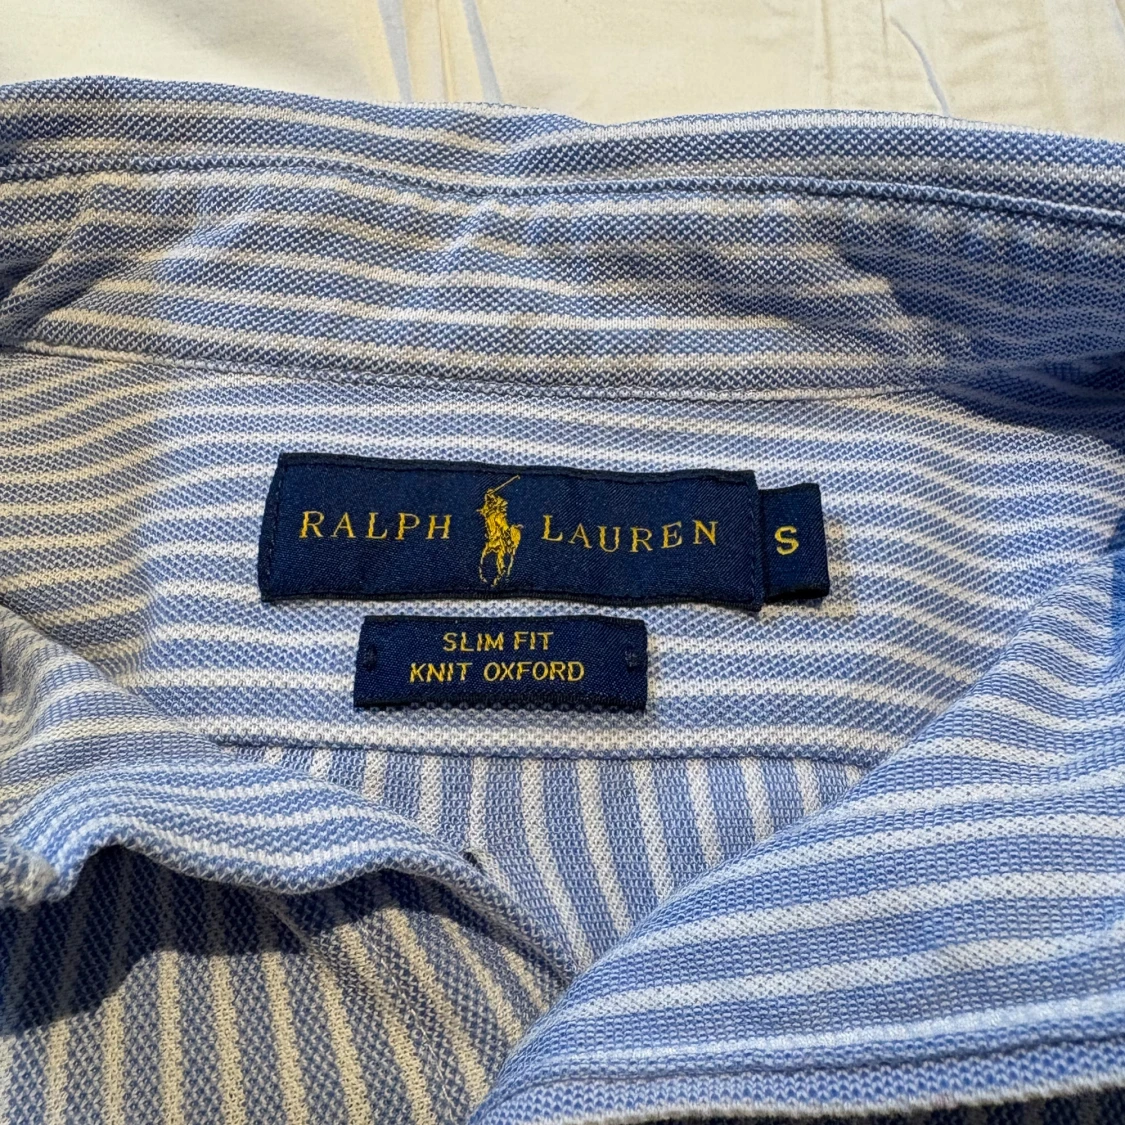 RALPH LAUREN S
SLIM FIT
KNIT OXFORD